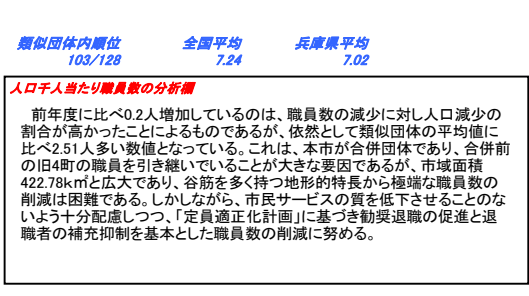 類似団体内順位 全国平均 兵庫県平均
103/128 7.24 7.02
人口千人当たり職員数の分析欄
前年度に比べ0.2人増加しているのは、職員数の減少に対し人口減少の
割合が高かったことによるものであるが、依然として類似団体の平均値に
比べ2.51人多い数値となっている。これは、本市が合併団体であり、合併前
の旧4町の職員を引き継いでいることが大きな要因であるが、市域面積
422.78k㎡と広大であり、谷筋を多く持つ地形的特長から極端な職員数の
削減は困難である。しかしながら、市民サービスの質を低下させることのな
いよう十分配慮しつつ、「定員適正化計画」に基づき勧奨退職の促進と退
職者の補充抑制を基本とした職員数の削減に努める。